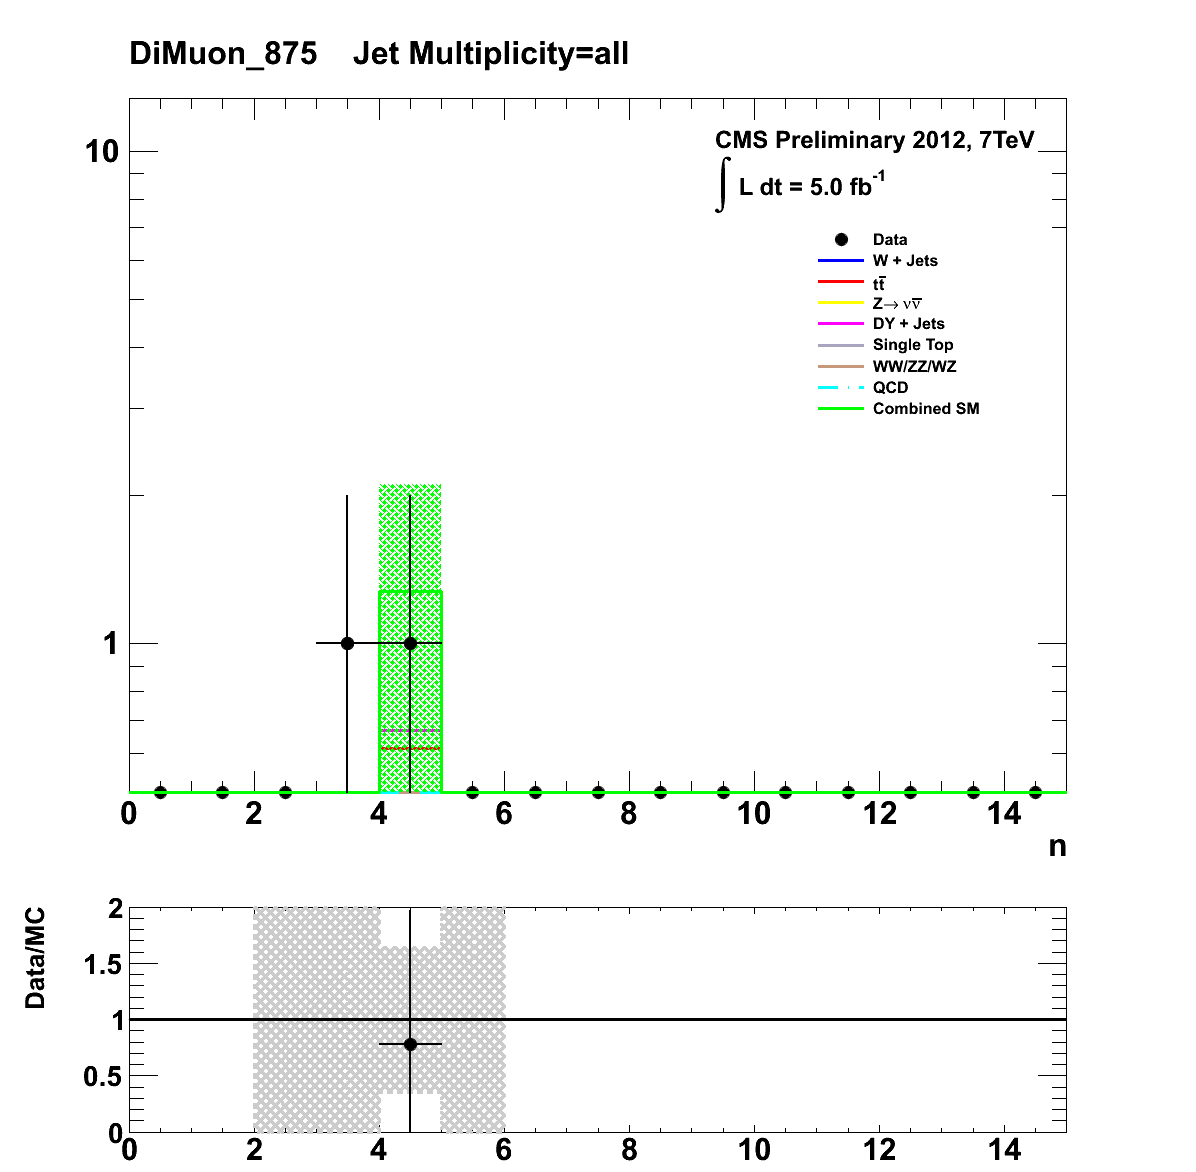 DiMuon_875 Jet Multiplicity=all
CMS Preliminary 2012, 7TeV
∫ L dt = 5.0 fb⁻¹
Data
W + Jets
tt̅
Z→ νν̅
DY + Jets
Single Top
WW/ZZ/WZ
QCD
Combined SM
10
1
0 2 4 6 8 10 12 14
n
Data/MC
2
1.5
1
0.5
0
0 2 4 6 8 10 12 14